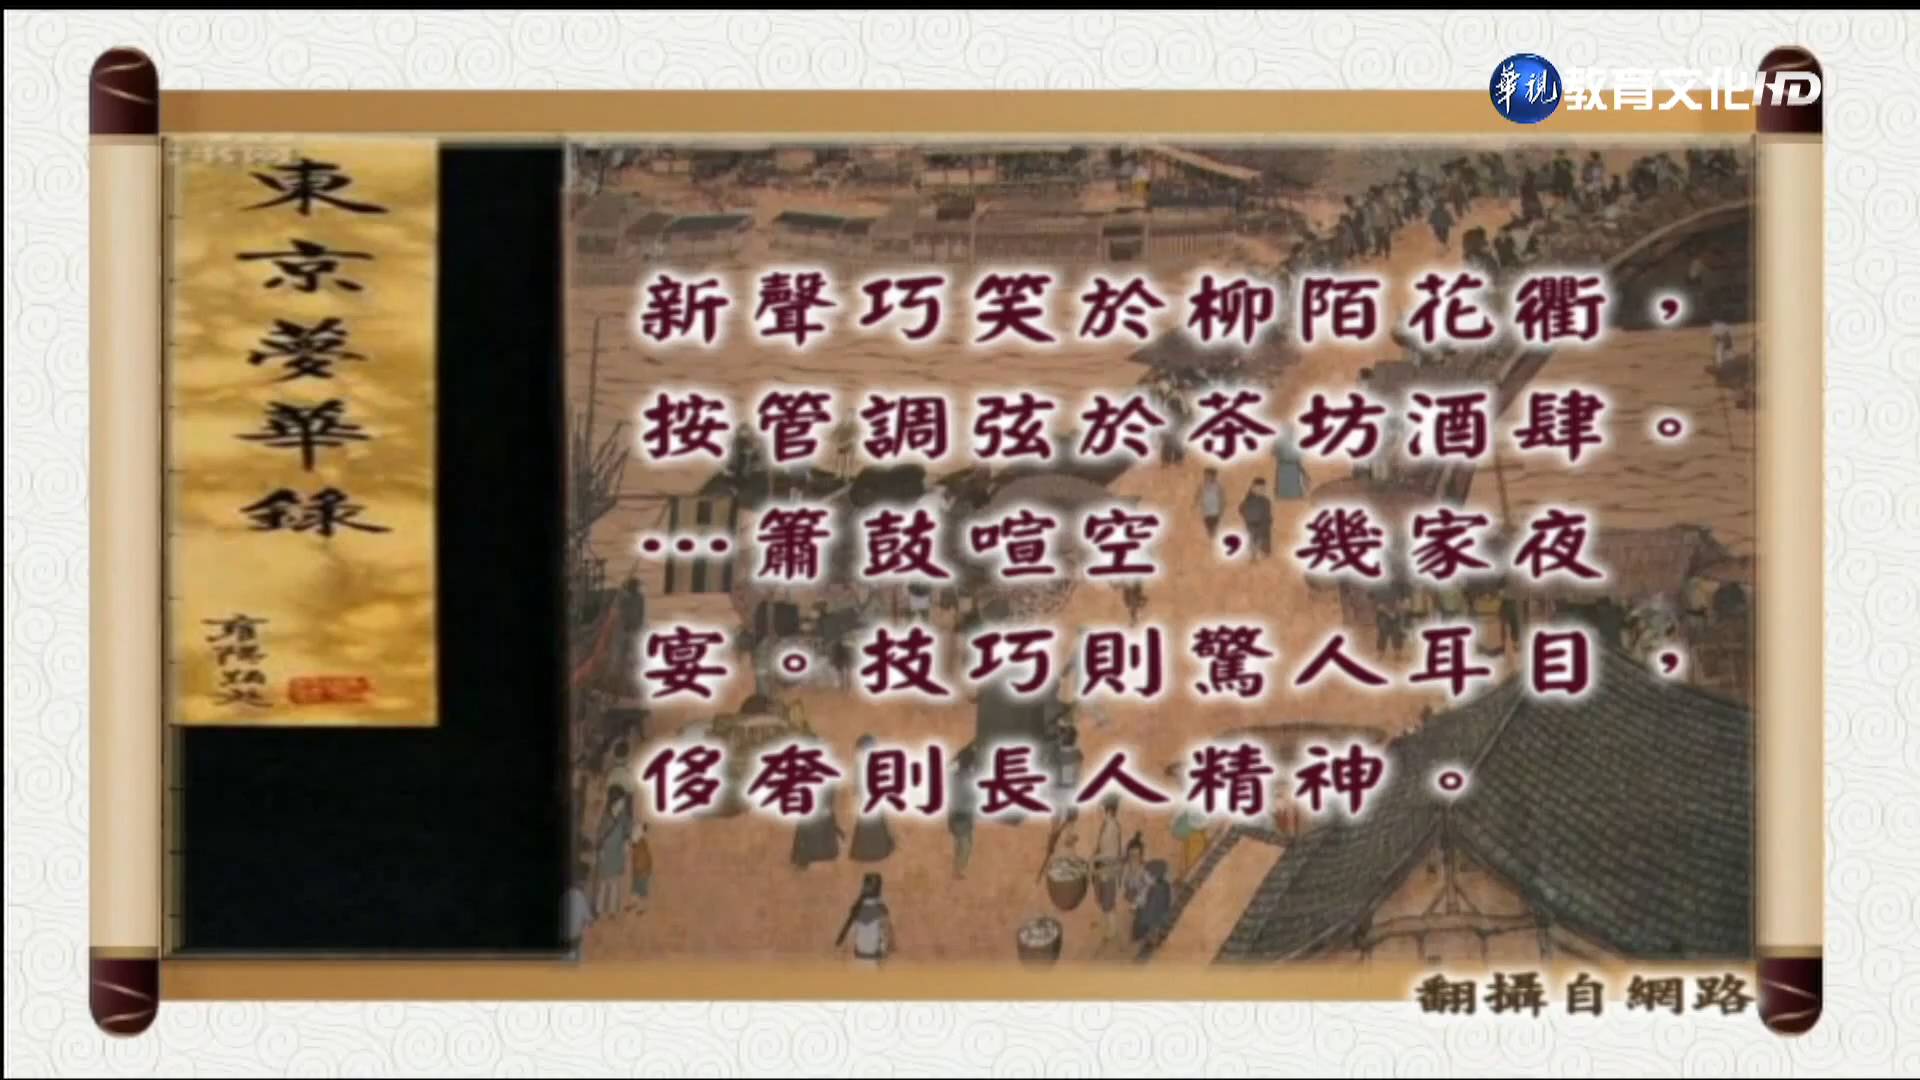 華視 教育文化HD
東京夢華錄
新聲巧笑於柳陌花衢，
按管調弦於茶坊酒肆。
…簫鼓喧空，幾家夜
宴。技巧則驚人耳目，
侈奢則長人精神。
翻攝自網路